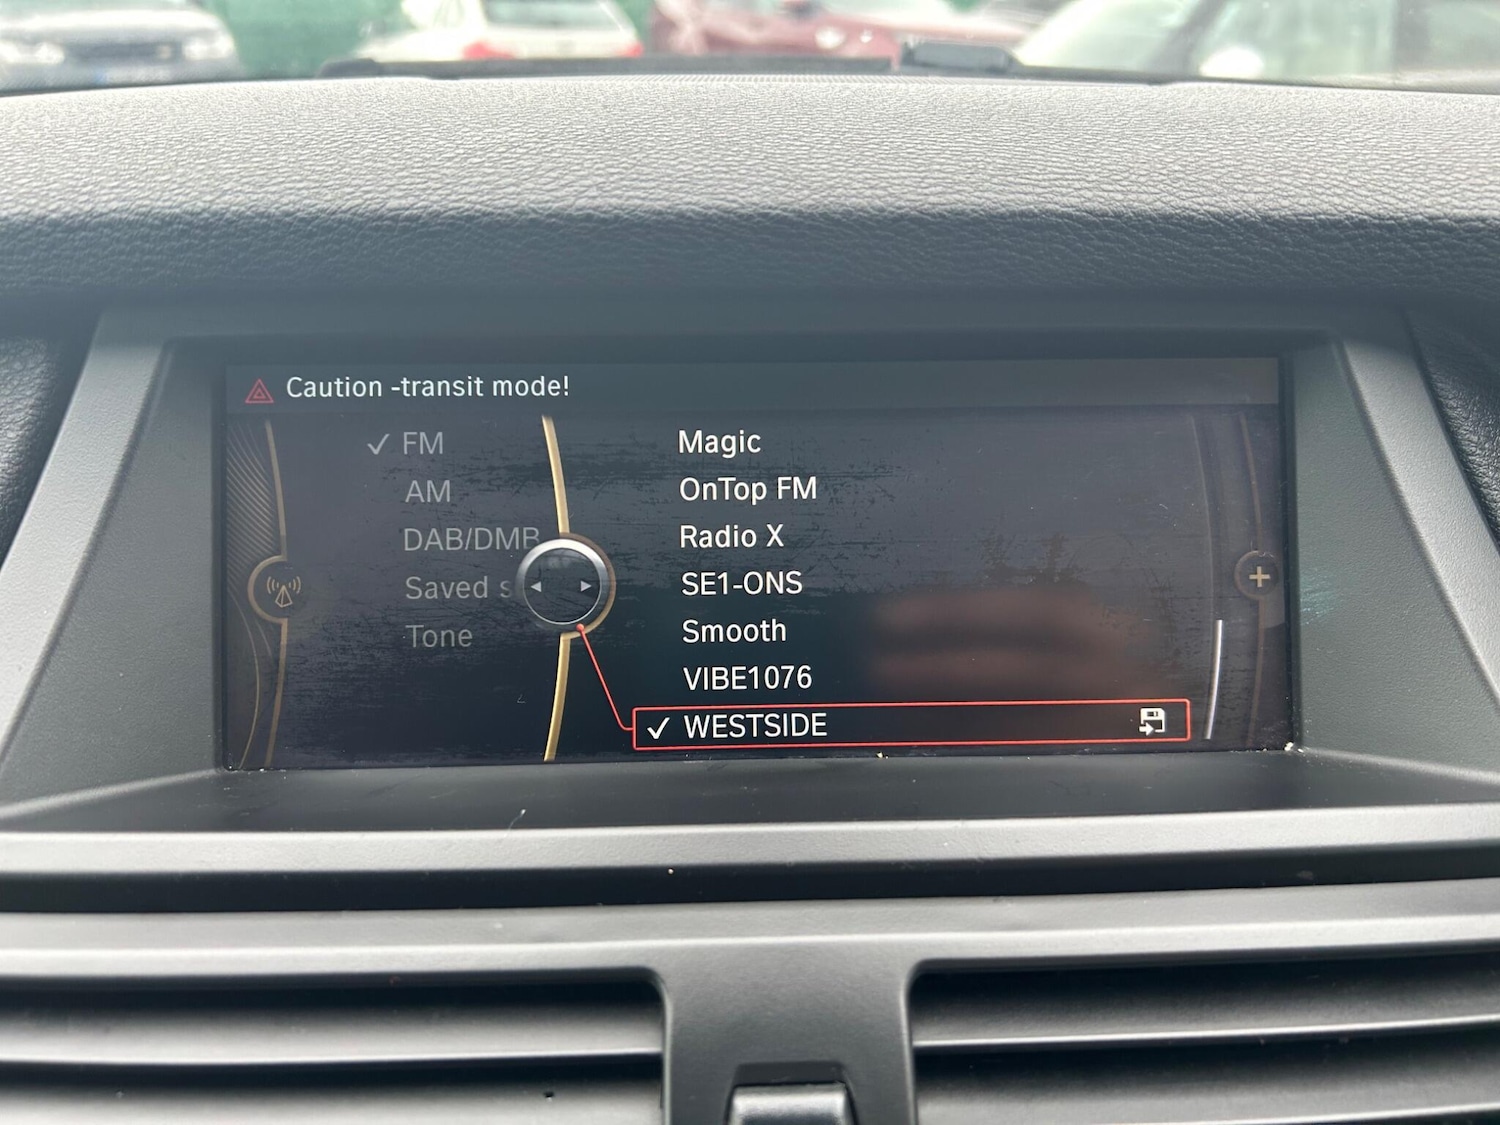 Caution -transit mode!
FM
AM
DAB/DMB
Saved s
Tone
Magic
OnTop FM
Radio X
SE1-ONS
Smooth
VIBE1076
WESTSIDE